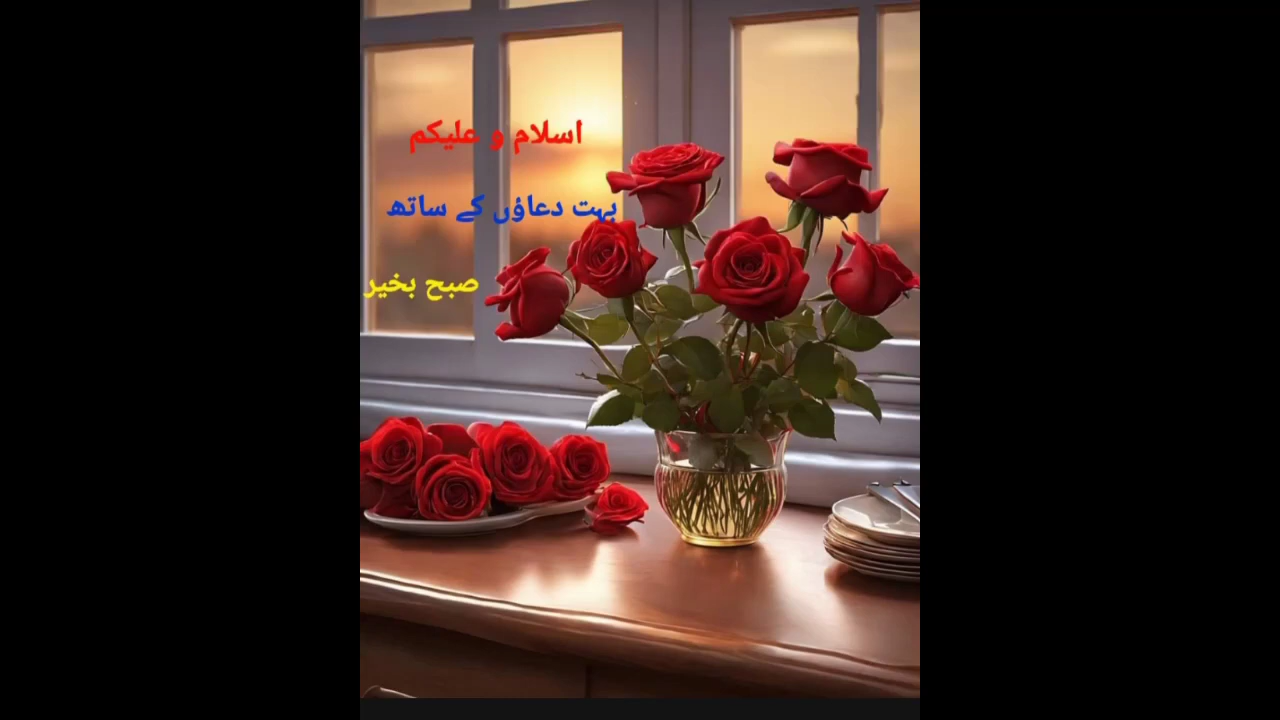 اسلام و علیکم
بہت دعاؤں کے ساتھ
صبح بخیر